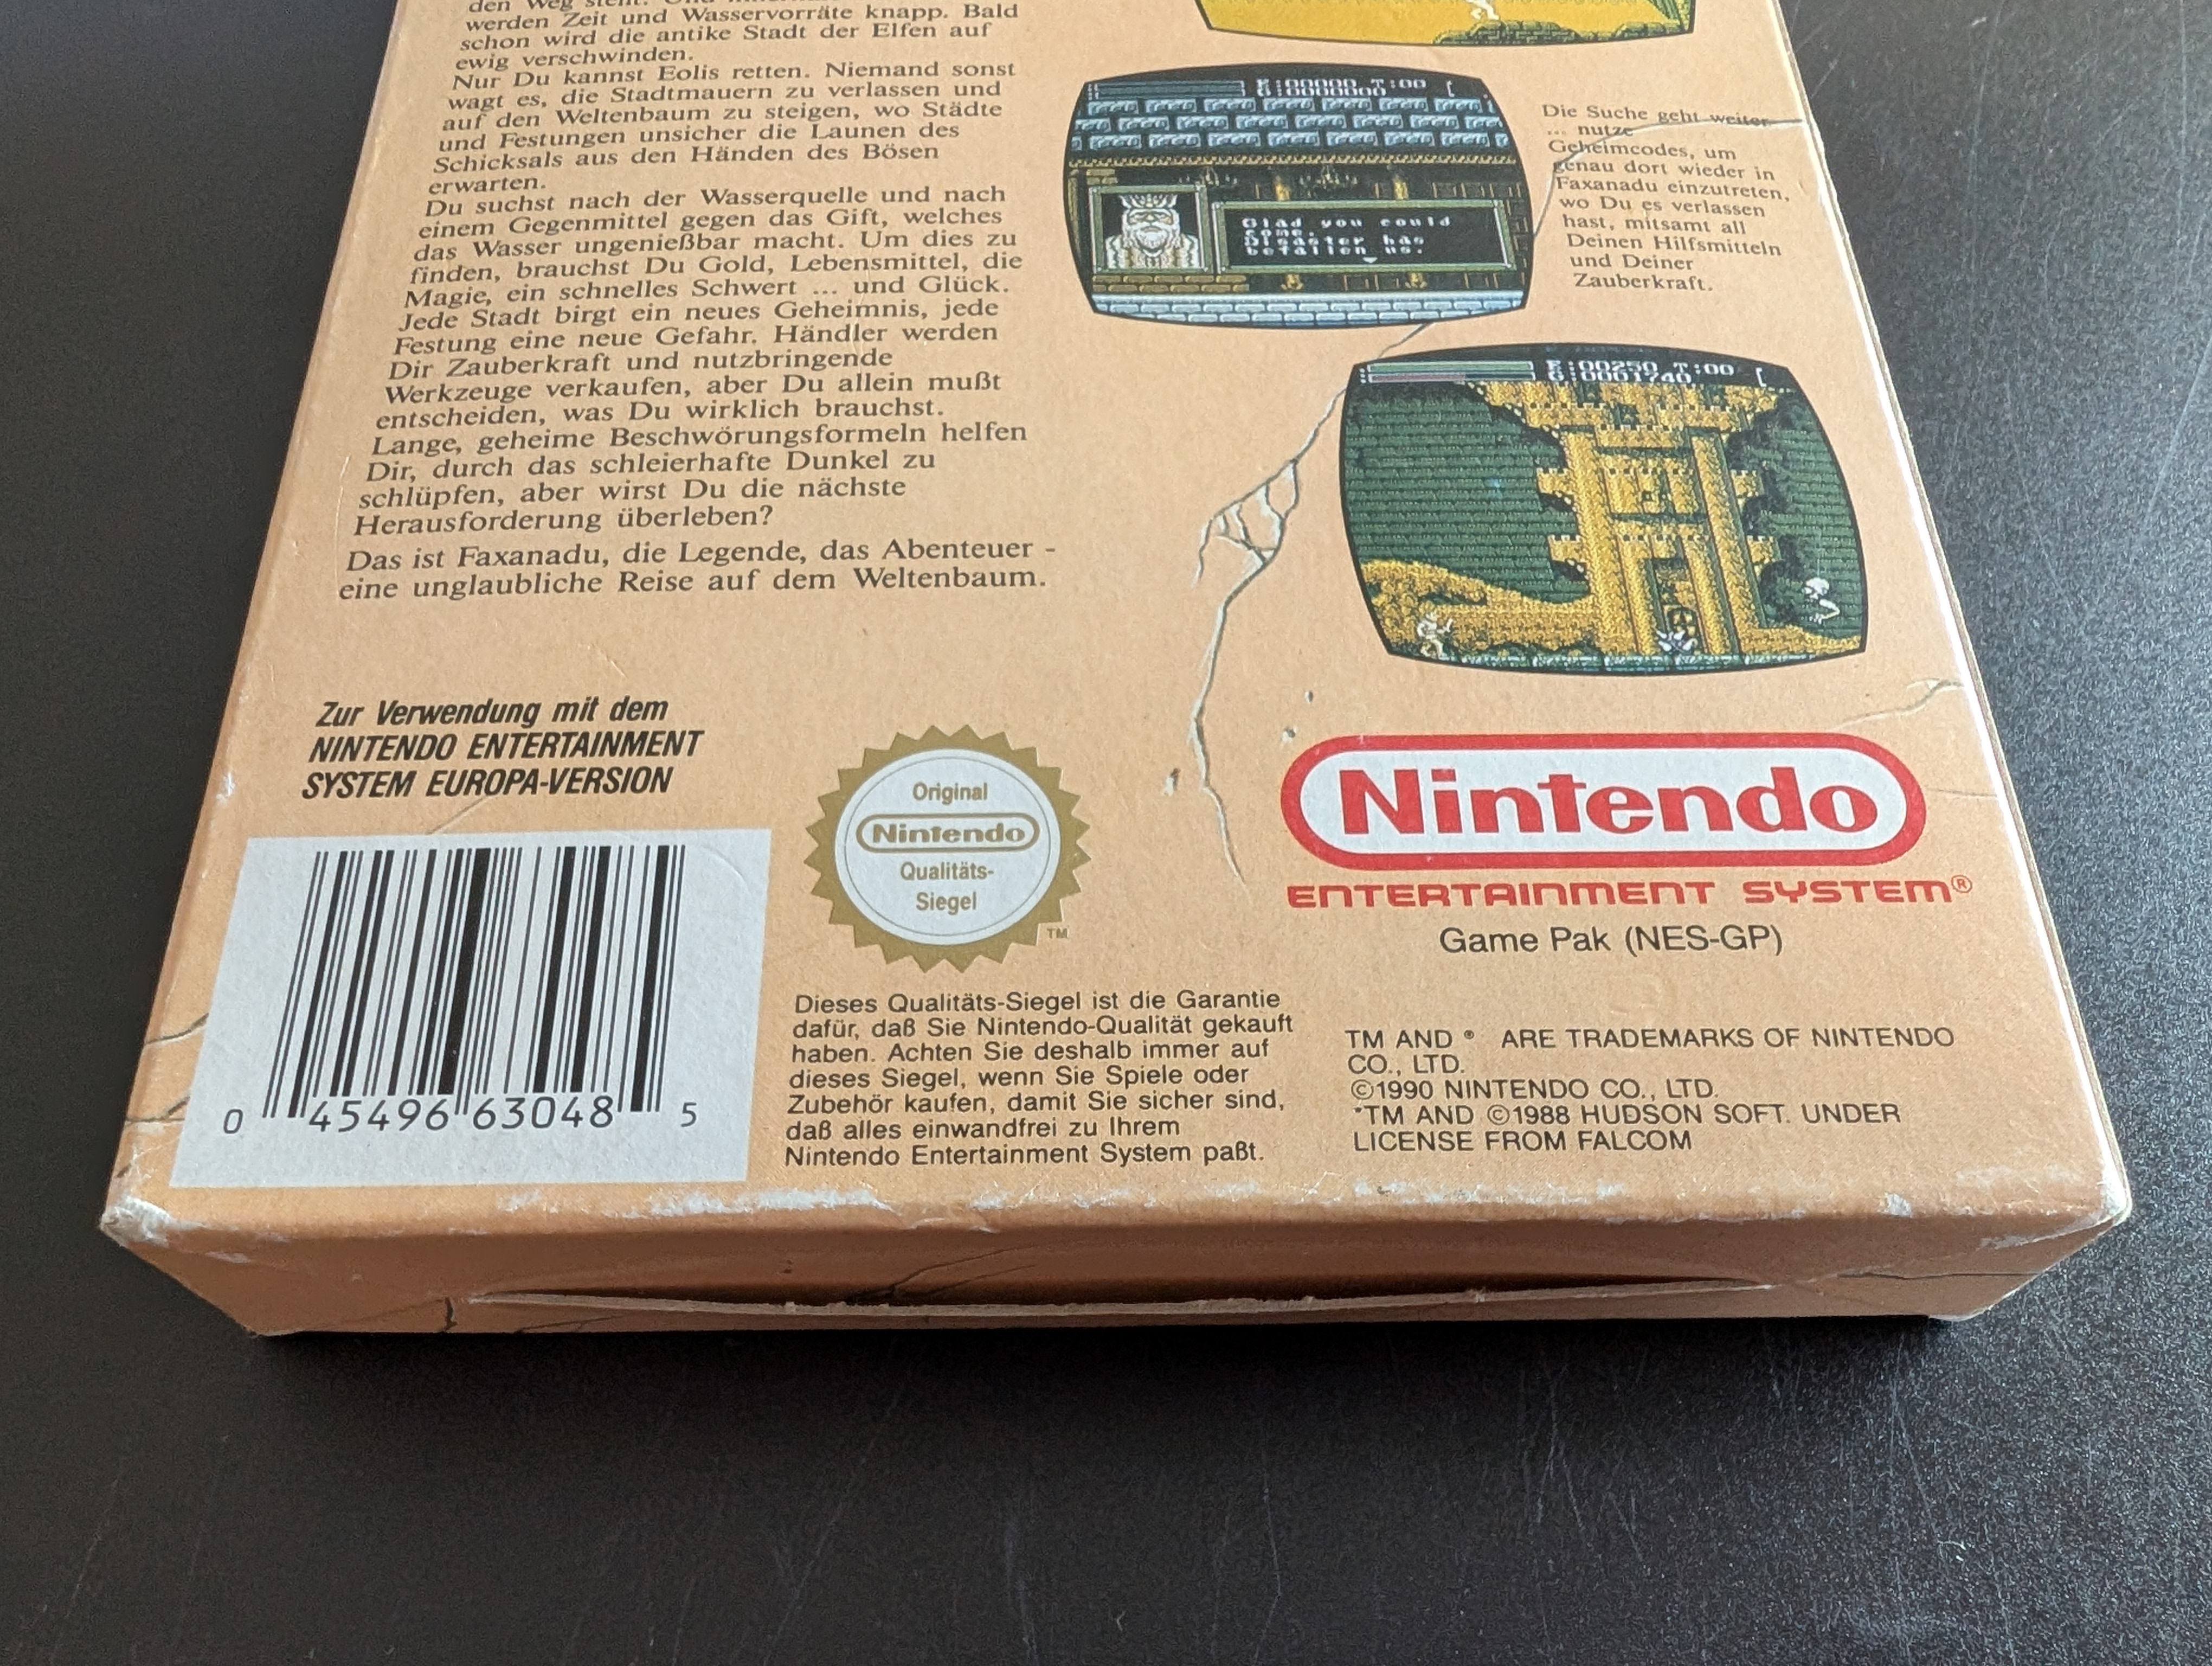 den Weg
werden Zeit und Wasservorräte knapp. Bald
schon wird die antike Stadt der Elfen auf
ewig verschwinden.
Nur Du kannst Eolis retten. Niemand sonst
wagt es, die Stadtmauern zu verlassen und
auf den Weltenbaum zu steigen, wo Städte
und Festungen unsicher die Launen des
Schicksals aus den Händen des Bösen
erwarten.
Du suchst nach der Wasserquelle und nach
einem Gegenmittel gegen das Gift, welches
das Wasser ungenießbar macht. Um dies zu
finden, brauchst Du Gold, Lebensmittel, die
Magie, ein schnelles Schwert ... und Glück.
Jede Stadt birgt ein neues Geheimnis, jede
Festung eine neue Gefahr. Händler werden
Dir Zauberkraft und nutzbringende
Werkzeuge verkaufen, aber Du allein mußt
entscheiden, was Du wirklich brauchst.
Lange, geheime Beschwörungsformeln helfen
Dir, durch das schleierhafte Dunkel zu
schlüpfen, aber wirst Du die nächste
Herausforderung überleben?
Das ist Faxanadu, die Legende, das Abenteuer -
eine unglaubliche Reise auf dem Weltenbaum.
E:00000 T:00
G:0000000
Glad you could
come.
Disaster has
befallen us.
Die Suche geht weiter
... nutze
Geheimcodes, um
genau dort wieder in
Faxanadu einzutreten,
wo Du es verlassen
hast, mitsamt all
Deinen Hilfsmitteln
und Deiner
Zauberkraft.
E:00250 T:00
G:0001740
Zur Verwendung mit dem
NINTENDO ENTERTAINMENT
SYSTEM EUROPA-VERSION
0 45496 63048 5
Original
Nintendo
Qualitäts-
Siegel
TM
Dieses Qualitäts-Siegel ist die Garantie
dafür, daß Sie Nintendo-Qualität gekauft
haben. Achten Sie deshalb immer auf
dieses Siegel, wenn Sie Spiele oder
Zubehör kaufen, damit Sie sicher sind,
daß alles einwandfrei zu Ihrem
Nintendo Entertainment System paßt.
Nintendo
ENTERTAINMENT SYSTEM®
Game Pak (NES-GP)
TM AND ® ARE TRADEMARKS OF NINTENDO
CO., LTD.
©1990 NINTENDO CO., LTD.
*TM AND ©1988 HUDSON SOFT. UNDER
LICENSE FROM FALCOM